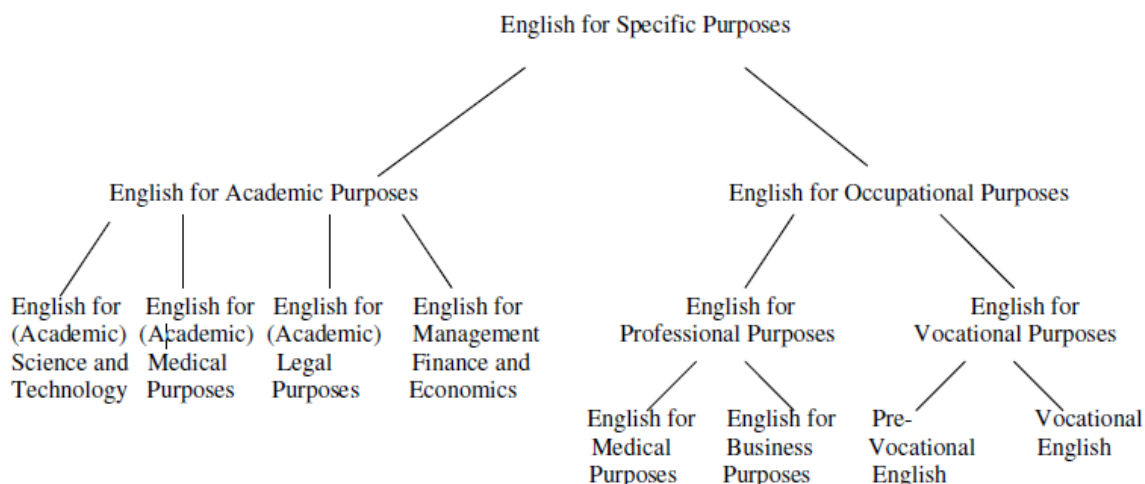 English for Specific Purposes
English for Academic Purposes
English for Occupational Purposes
English for
(Academic)
Science and
Technology
English for
(Academic)
Medical
Purposes
English for
(Academic)
Legal
Purposes
English for
Management
Finance and
Economics
English for
Professional Purposes
English for
Vocational Purposes
English for
Medical
Purposes
English for
Business
Purposes
Pre-
Vocational
English
Vocational
English